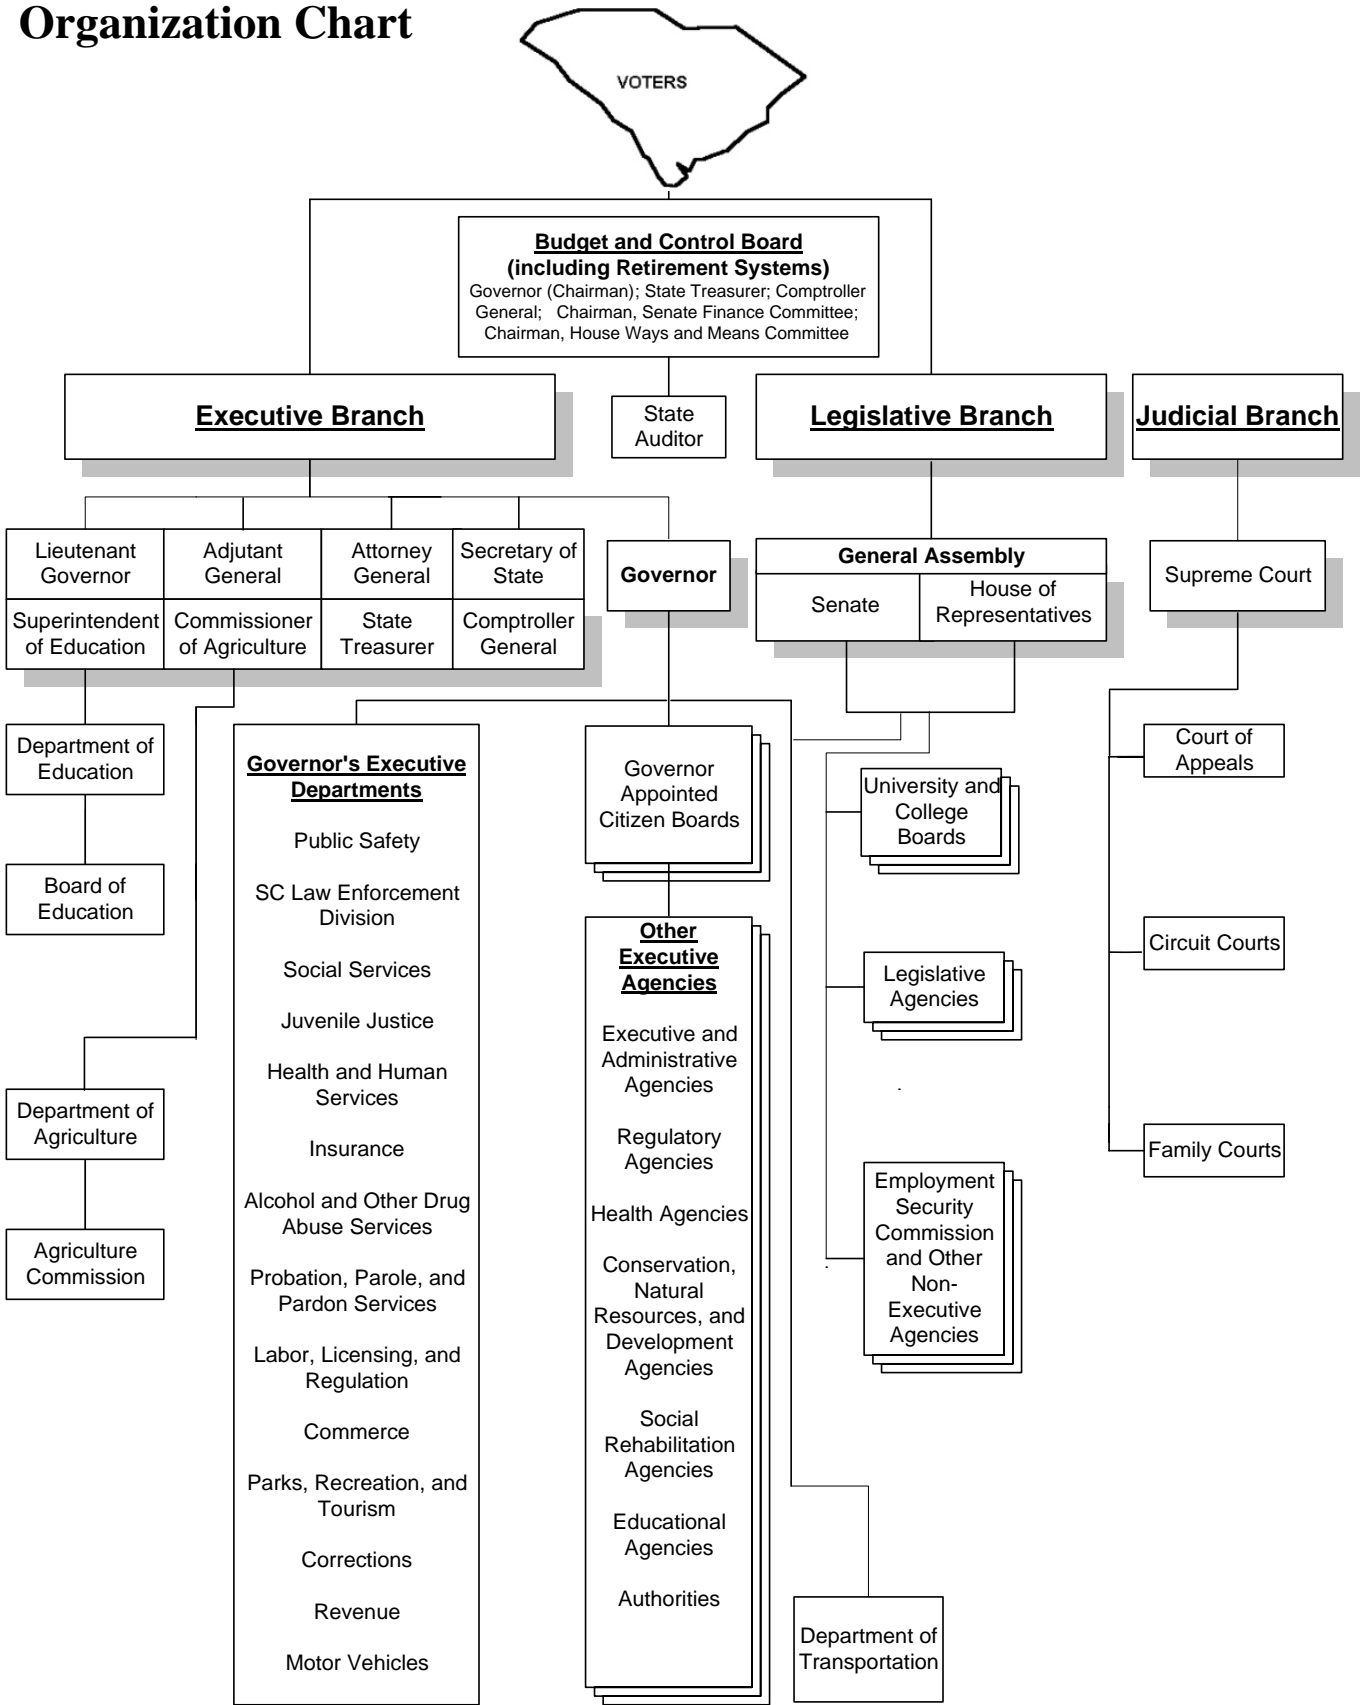 Organization Chart
VOTERS
Budget and Control Board
(including Retirement Systems)
Governor (Chairman); State Treasurer; Comptroller
General; Chairman, Senate Finance Committee;
Chairman, House Ways and Means Committee
Executive Branch
State
Auditor
Legislative Branch
Judicial Branch
Lieutenant
Governor
Adjutant
General
Attorney
General
Secretary of
State
Superintendent
of Education
Commissioner
of Agriculture
State
Treasurer
Comptroller
General
Governor
General Assembly
Senate
House of
Representatives
Supreme Court
Department of
Education
Board of
Education
Department of
Agriculture
Agriculture
Commission
Governor's Executive
Departments
Public Safety
SC Law Enforcement
Division
Social Services
Juvenile Justice
Health and Human
Services
Insurance
Alcohol and Other Drug
Abuse Services
Probation, Parole, and
Pardon Services
Labor, Licensing, and
Regulation
Commerce
Parks, Recreation, and
Tourism
Corrections
Revenue
Motor Vehicles
Governor
Appointed
Citizen Boards
Other
Executive
Agencies
Executive and
Administrative
Agencies
Regulatory
Agencies
Health Agencies
Conservation,
Natural
Resources, and
Development
Agencies
Social
Rehabilitation
Agencies
Educational
Agencies
Authorities
Department of
Transportation
University and
College
Boards
Legislative
Agencies
Employment
Security
Commission
and Other
Non-
Executive
Agencies
Court of
Appeals
Circuit Courts
Family Courts